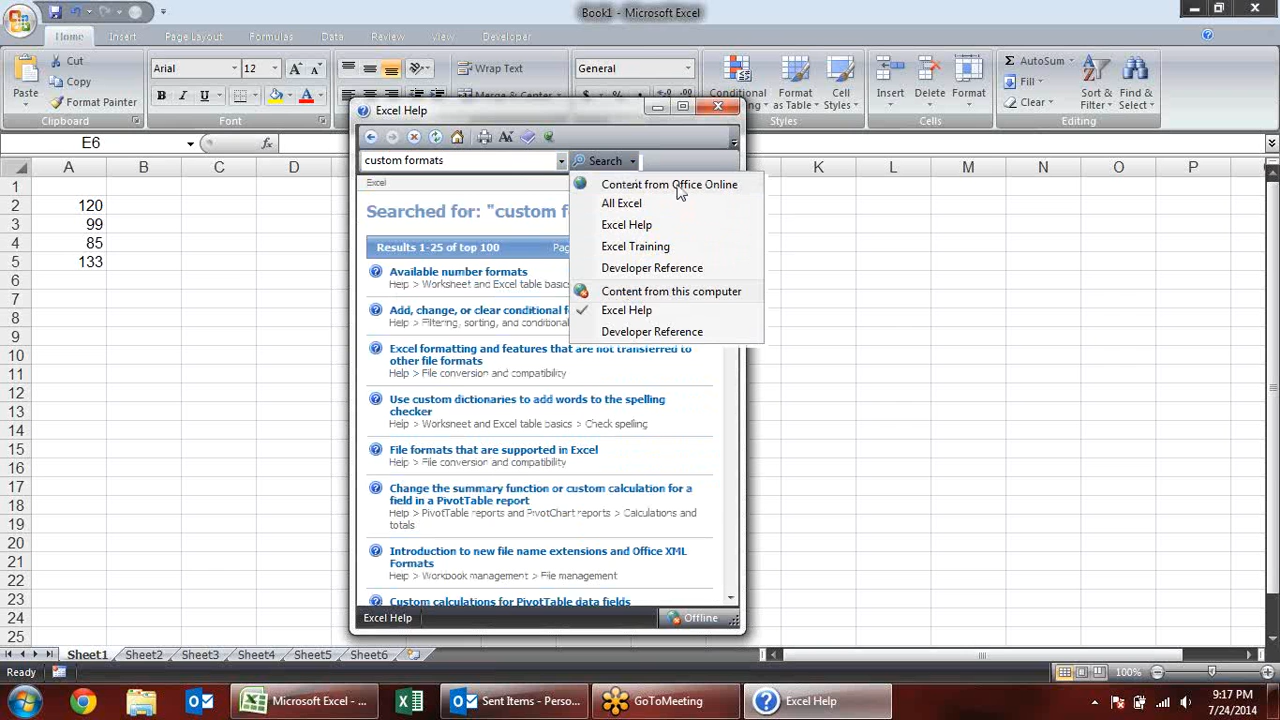 Book1 - Microsoft Excel
Home Insert Page Layout Formulas Data Review View Developer
Paste
Cut
Copy
Format Painter
Clipboard
Arial 12
B I U
Font
Wrap Text
Merge & Center
General
Conditional Formatting
Format as Table
Cell Styles
Styles
Insert Delete Format
Cells
AutoSum
Fill
Clear
Sort & Filter
Find & Select
Editing
E6 fx
A B C D K L M N O P
1
2 120
3 99
4 85
5 133
6
7
8
9
10
11
12
13
14
15
16
17
18
19
20
21
22
23
24
25
Excel Help
custom formats Search
Excel
Searched for: "custom fo
Results 1-25 of top 100 Pag
Available number formats
Help > Worksheet and Excel table basics
Add, change, or clear conditional f
Help > Filtering, sorting, and conditional
Excel formatting and features that are not transferred to
other file formats
Help > File conversion and compatibility
Use custom dictionaries to add words to the spelling
checker
Help > Worksheet and Excel table basics > Check spelling
File formats that are supported in Excel
Help > File conversion and compatibility
Change the summary function or custom calculation for a
field in a PivotTable report
Help > PivotTable reports and PivotChart reports > Calculations and
totals
Introduction to new file name extensions and Office XML
Formats
Help > Workbook management > File management
Custom calculations for PivotTable data fields
Excel Help Offline
Content from Office Online
All Excel
Excel Help
Excel Training
Developer Reference
Content from this computer
Excel Help
Developer Reference
Sheet1 Sheet2 Sheet3 Sheet4 Sheet5 Sheet6
Ready 100%
Microsoft Excel - ... Sent Items - Perso... GoToMeeting Excel Help
9:17 PM
7/24/2014